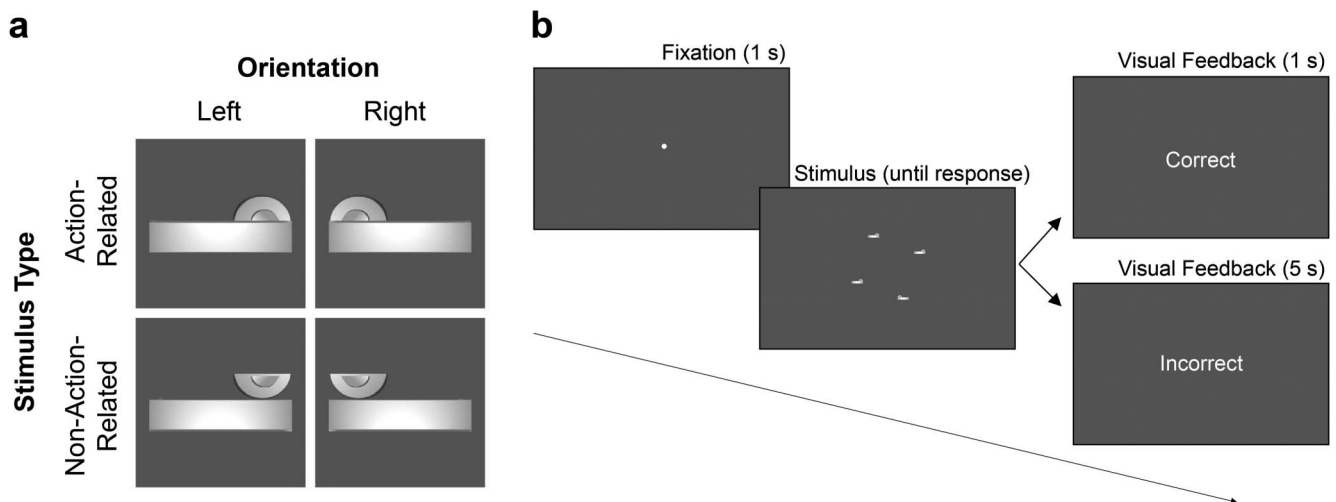 a
Orientation
Left
Right
Stimulus Type
Action-
Related
Non-Action-
Related
b
Fixation (1 s)
Stimulus (until response)
Visual Feedback (1 s)
Correct
Visual Feedback (5 s)
Incorrect